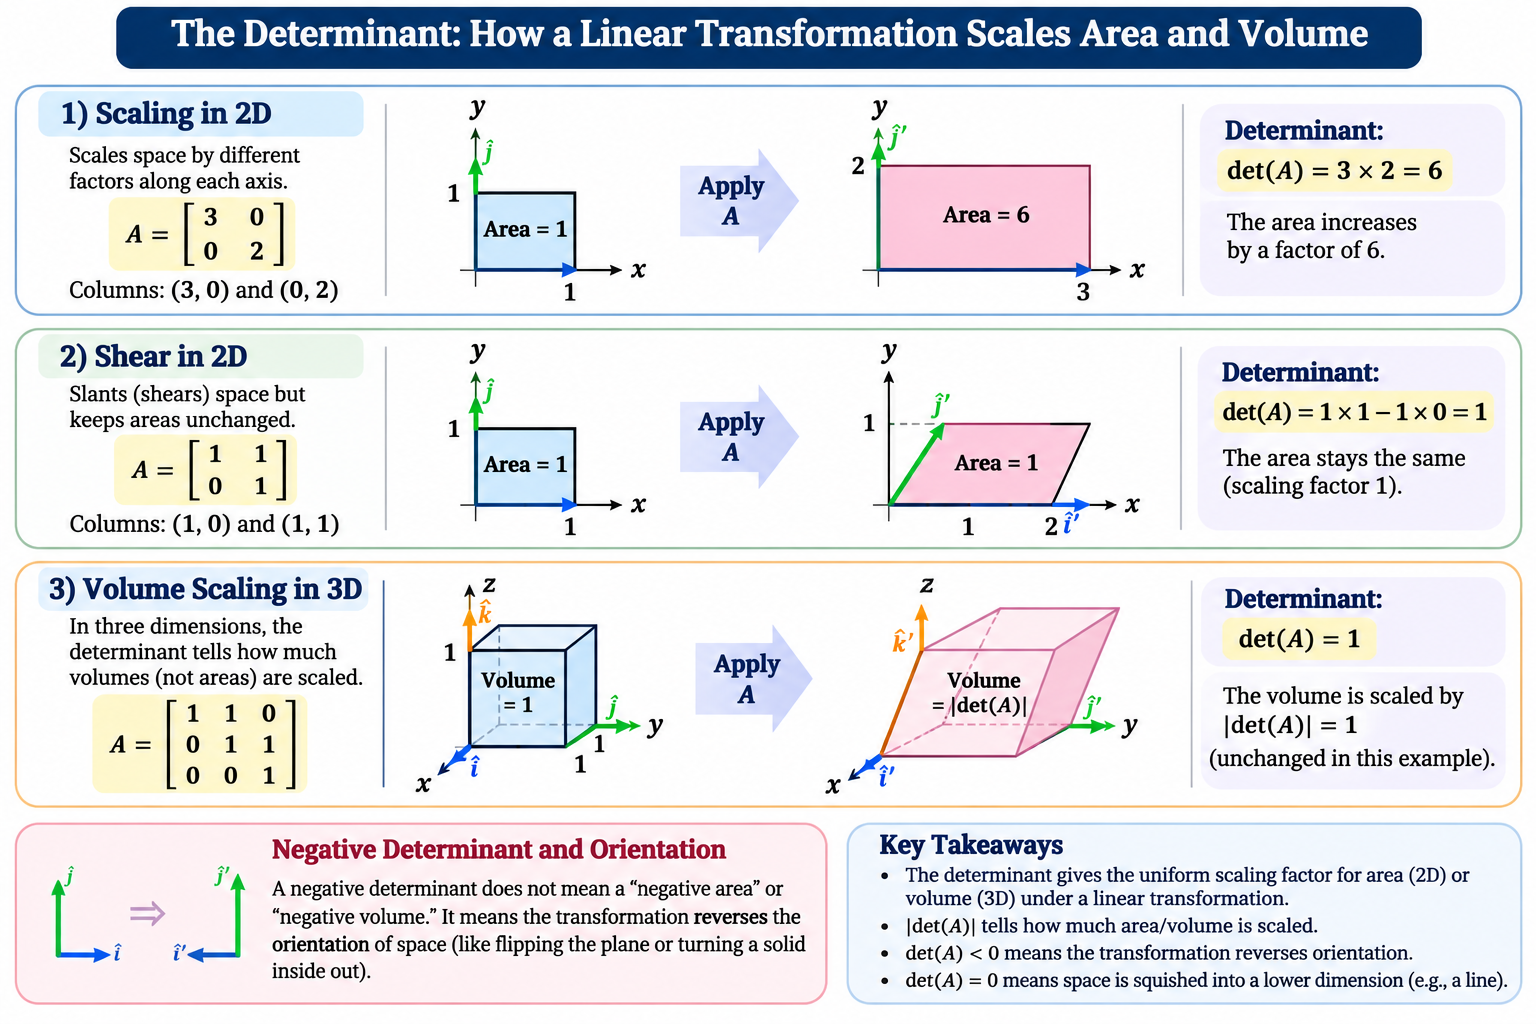 The Determinant: How a Linear Transformation Scales Area and Volume
1) Scaling in 2D
Scales space by different
factors along each axis.
A = [ 3 0
0 2 ]
Columns: (3, 0) and (0, 2)
y
ĵ
1
Area = 1
x
1
Apply
A
y
ĵ′
2
Area = 6
x
3
Determinant:
det(A) = 3 × 2 = 6
The area increases
by a factor of 6.
2) Shear in 2D
Slants (shears) space but
keeps areas unchanged.
A = [ 1 1
0 1 ]
Columns: (1, 0) and (1, 1)
y
ĵ
1
Area = 1
x
1
Apply
A
y
ĵ′
1
Area = 1
x
1 2 î′
Determinant:
det(A) = 1 × 1 − 1 × 0 = 1
The area stays the same
(scaling factor 1).
3) Volume Scaling in 3D
In three dimensions, the
determinant tells how much
volumes (not areas) are scaled.
A = [ 1 1 0
0 1 1
0 0 1 ]
z
k̂
1
Volume
= 1
ĵ
y
1
1
î
x
Apply
A
z
k̂′
Volume
= |det(A)|
ĵ′
y
î′
x
Determinant:
det(A) = 1
The volume is scaled by
|det(A)| = 1
(unchanged in this example).
Negative Determinant and Orientation
ĵ
î
⇒
ĵ′
î′
A negative determinant does not mean a “negative area” or
“negative volume.” It means the transformation reverses the
orientation of space (like flipping the plane or turning a solid
inside out).
Key Takeaways
• The determinant gives the uniform scaling factor for area (2D) or
volume (3D) under a linear transformation.
• |det(A)| tells how much area/volume is scaled.
• det(A) < 0 means the transformation reverses orientation.
• det(A) = 0 means space is squished into a lower dimension (e.g., a line).